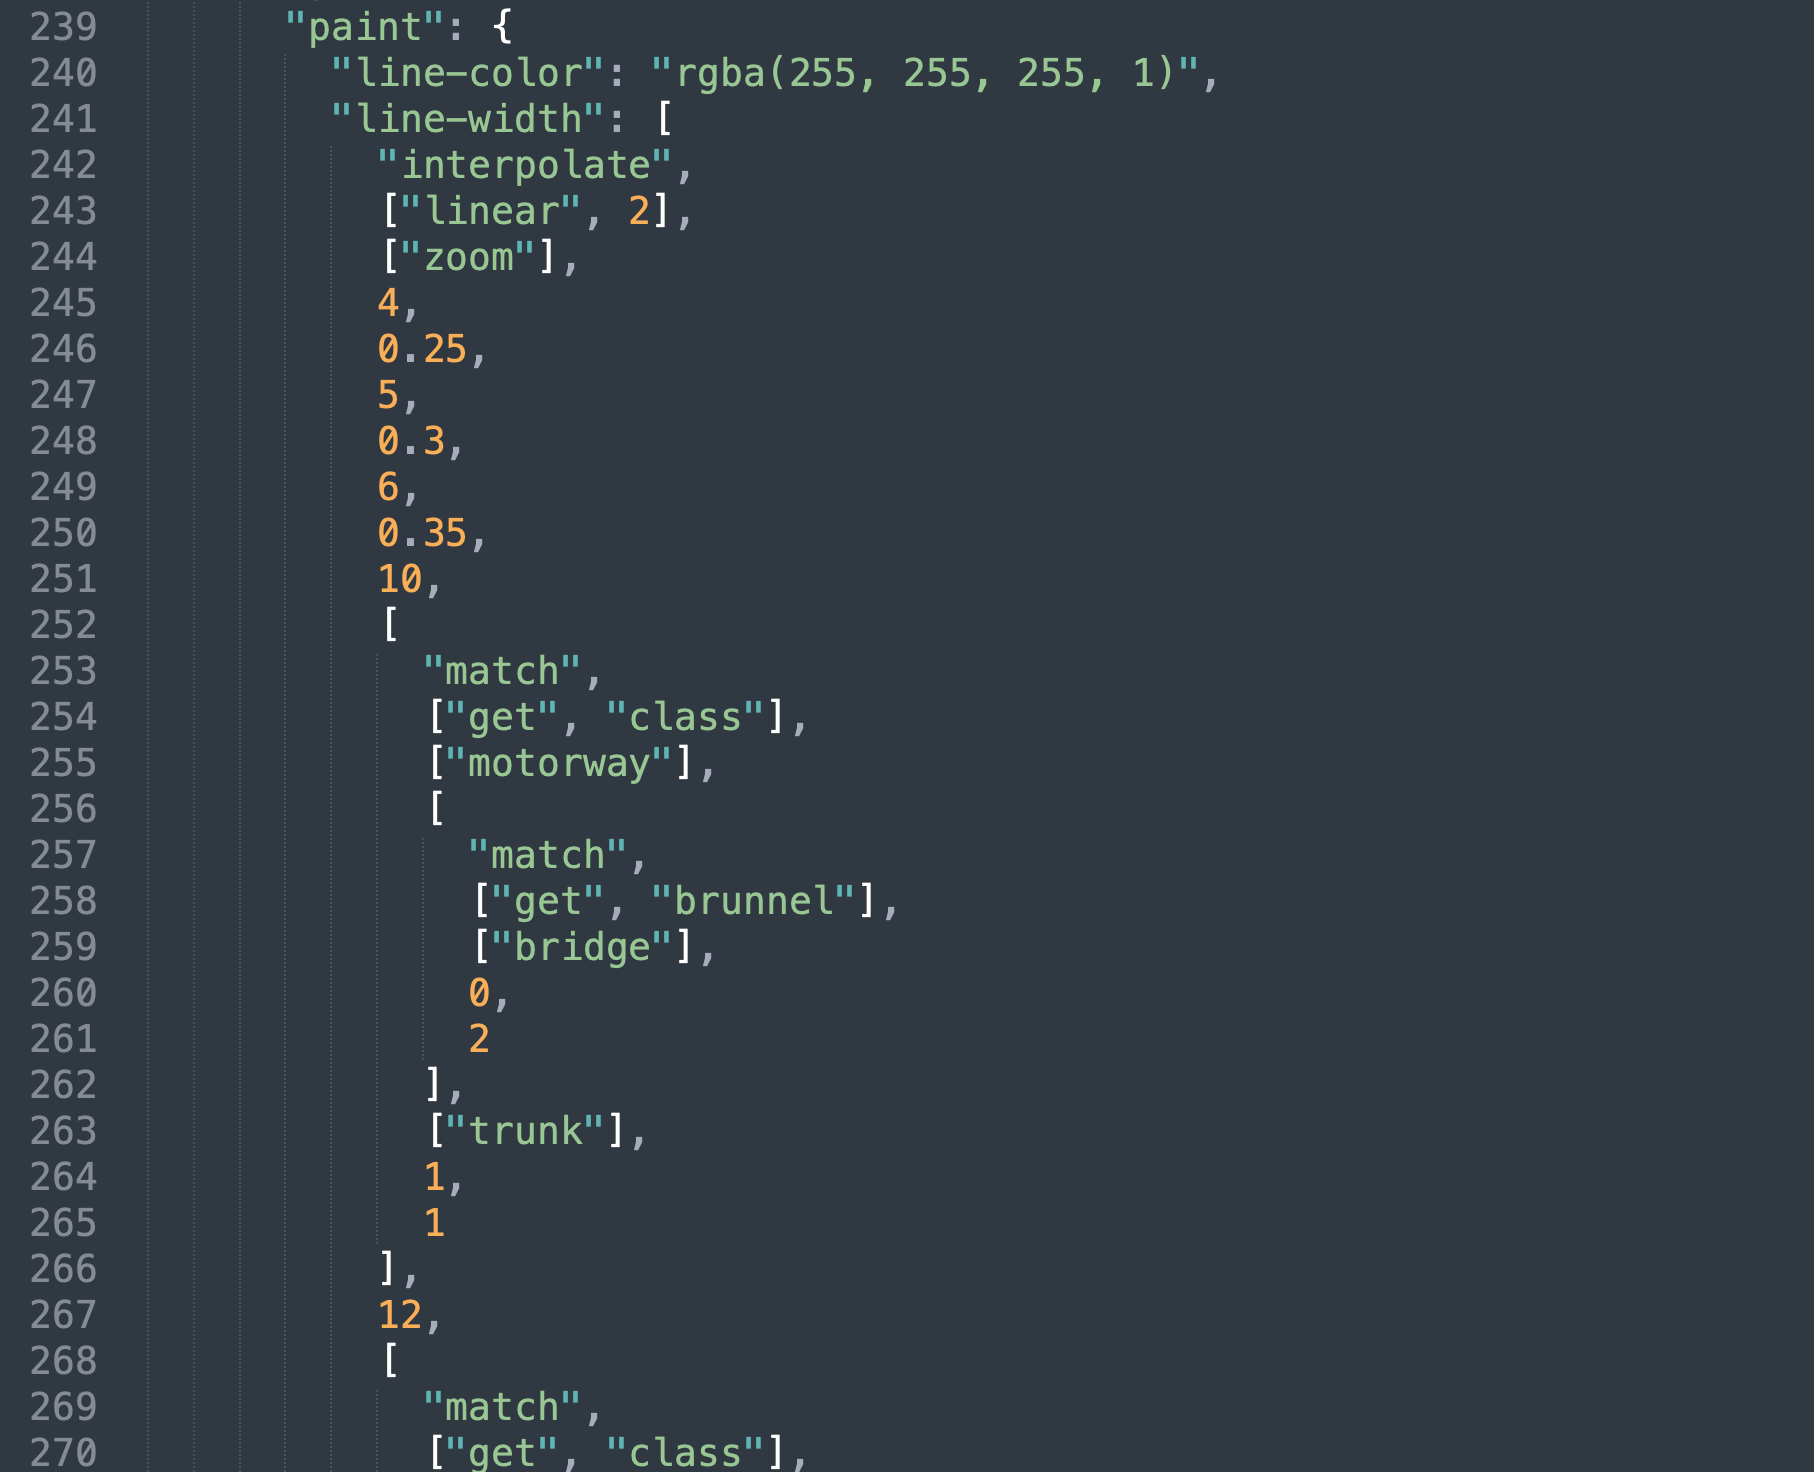 239 "paint": {
240 "line-color": "rgba(255, 255, 255, 1)",
241 "line-width": [
242 "interpolate",
243 ["linear", 2],
244 ["zoom"],
245 4,
246 0.25,
247 5,
248 0.3,
249 6,
250 0.35,
251 10,
252 [
253 "match",
254 ["get", "class"],
255 ["motorway"],
256 [
257 "match",
258 ["get", "brunnel"],
259 ["bridge"],
260 0,
261 2
262 ],
263 ["trunk"],
264 1,
265 1
266 ],
267 12,
268 [
269 "match",
270 ["get", "class"],